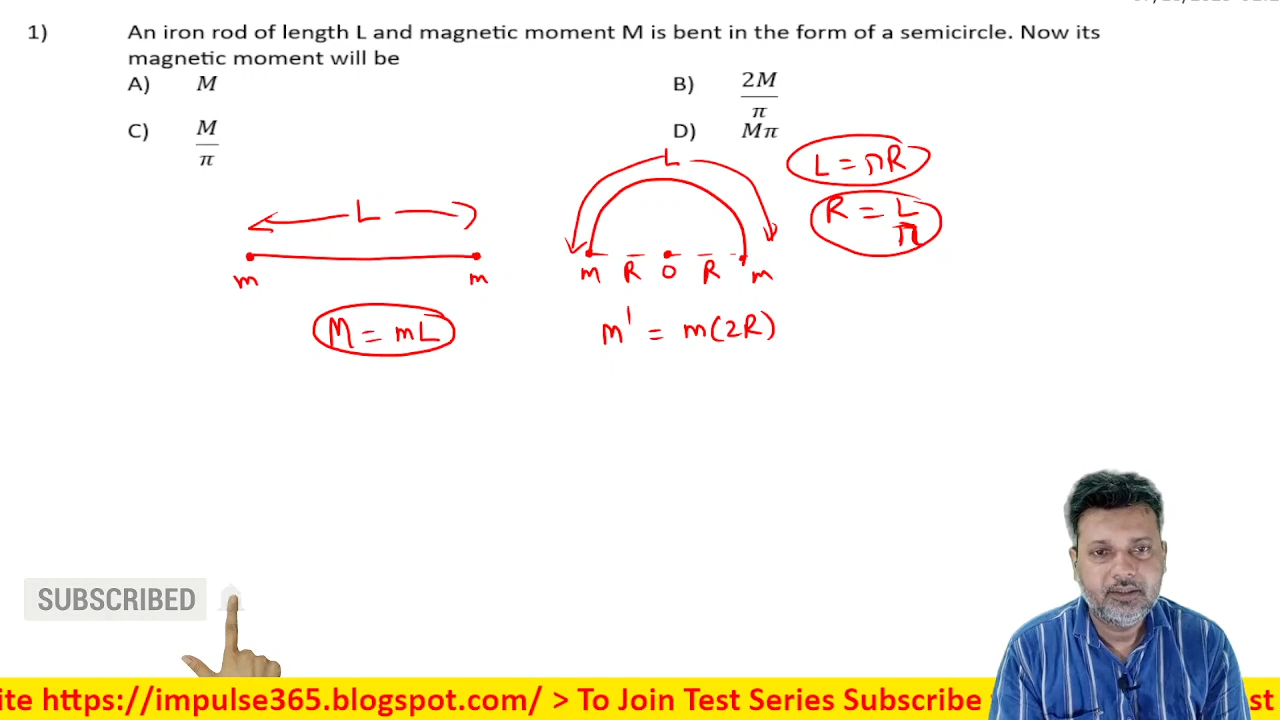 1) An iron rod of length L and magnetic moment M is bent in the form of a semicircle. Now its
magnetic moment will be
A) M
B) 2M/π
C) M/π
D) Mπ
L
m m
M = mL
L
m R O R m
m' = m(2R)
L = πR
R = L/π
SUBSCRIBED
ite https://impulse365.blogspot.com/ > To Join Test Series Subscribe
st